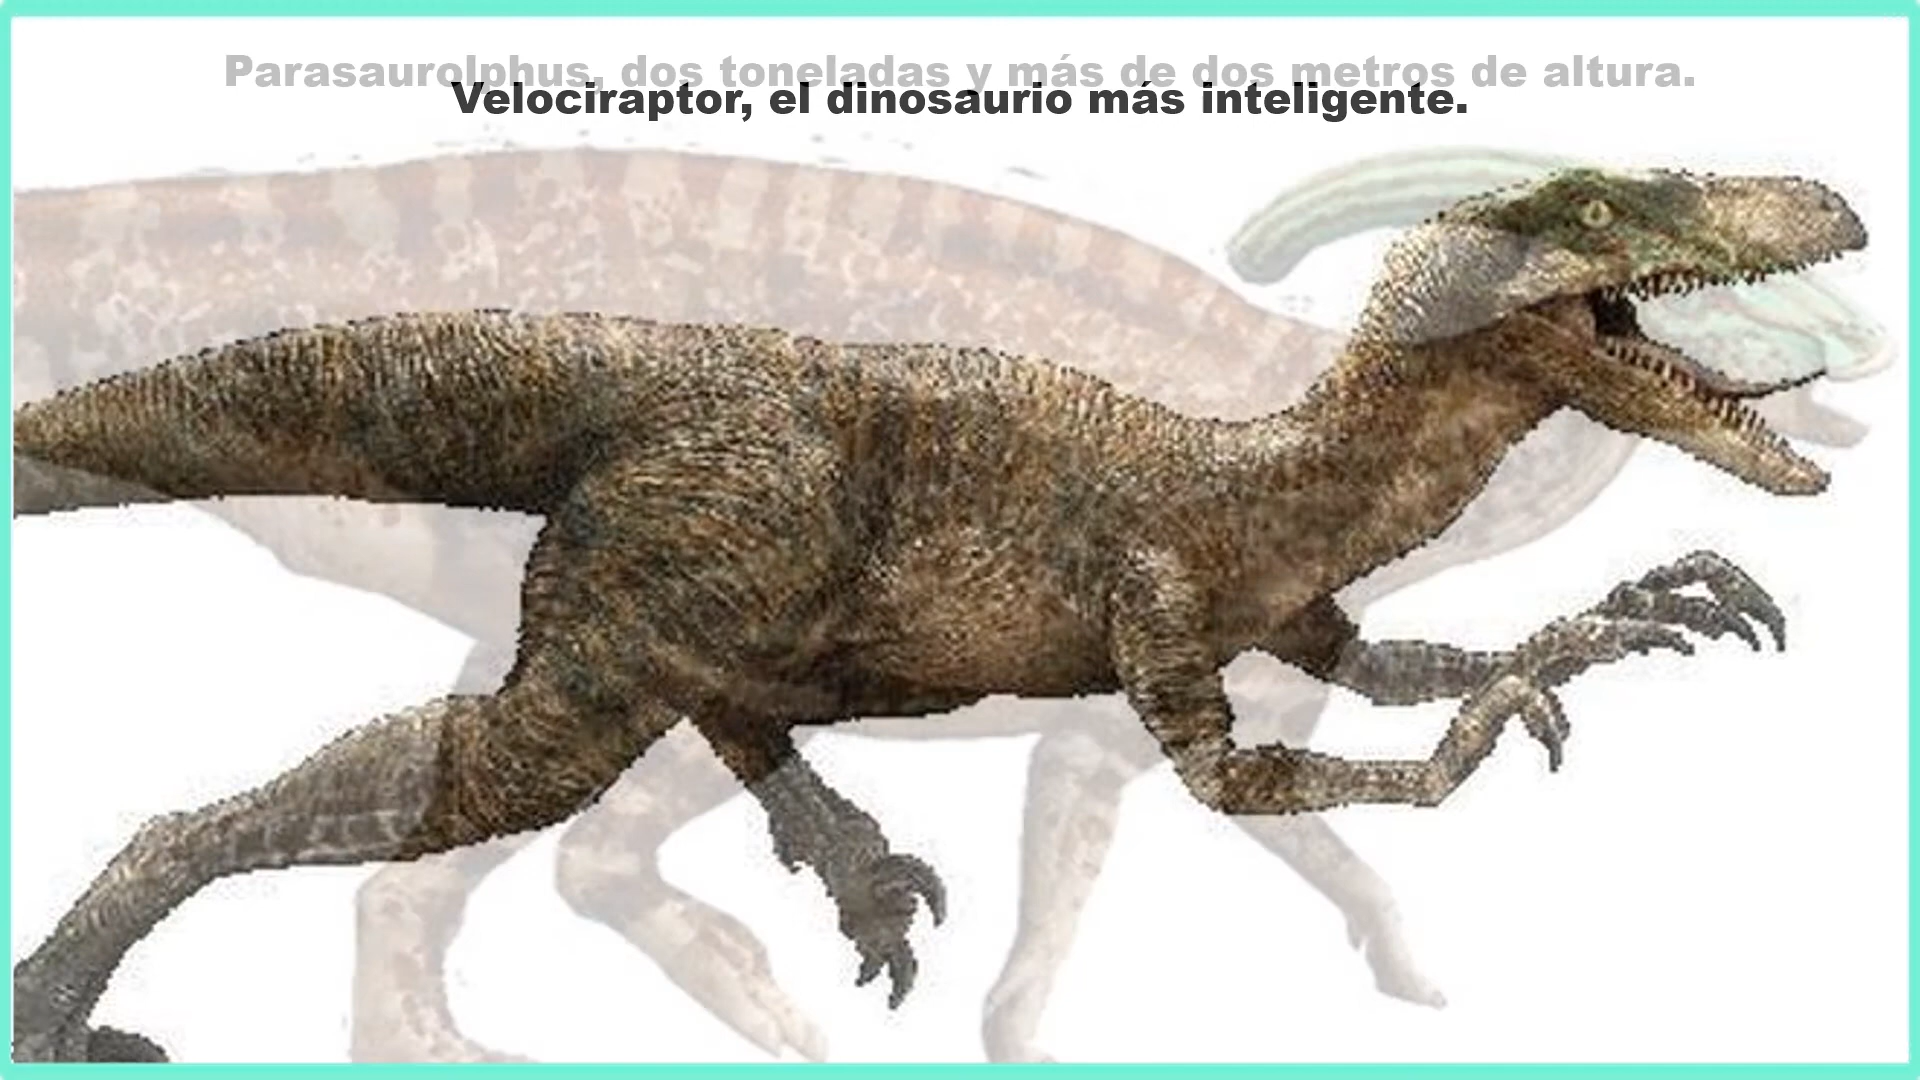 Parasaurolphus, dos toneladas y más de dos metros de altura.
Velociraptor, el dinosaurio más inteligente.